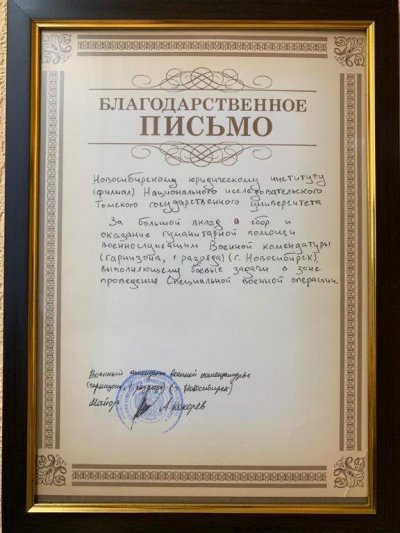 БЛАГОДАРСТВЕННОЕ
ПИСЬМО
Новосибирскому юридическому институту
(филиал) Национального исследовательского
Томского государственного университета
За большой вклад в сбор и
оказание гуманитарной помощи
военнослужащим Военной комендатуры
(гарнизона, 1 разряда) (г. Новосибирск)
выполняющему боевые задачи в зоне
проведения Специальной военной операции.
Военный комендант военной комендатуры
(гарнизона, 1 разряда) (г. Новосибирск)
Майор А. Кокорев